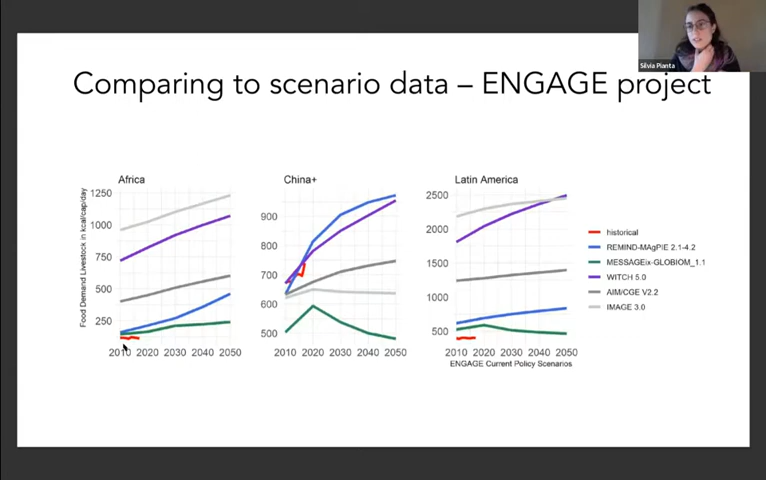 Silvia Pianta
Comparing to scenario data – ENGAGE project
Africa
China+
Latin America
Food Demand Livestock in kcal/cap/day
1250
1000
750
500
250
2010 2020 2030 2040 2050
900
800
700
600
500
2010 2020 2030 2040 2050
2500
2000
1500
1000
500
2010 2020 2030 2040 2050
ENGAGE Current Policy Scenarios
historical
REMIND-MAgPIE 2.1-4.2
MESSAGEix-GLOBIOM_1.1
WITCH 5.0
AIM/CGE V2.2
IMAGE 3.0